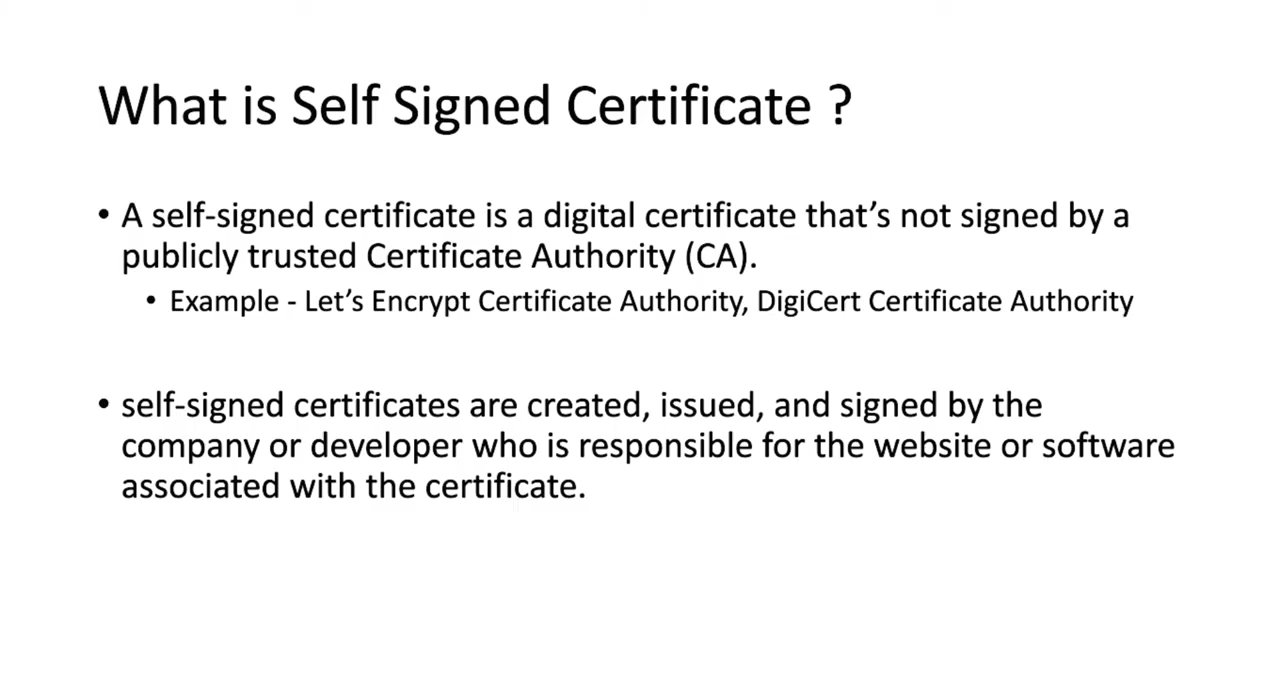 What is Self Signed Certificate ?
• A self-signed certificate is a digital certificate that’s not signed by a
publicly trusted Certificate Authority (CA).
• Example - Let’s Encrypt Certificate Authority, DigiCert Certificate Authority
• self-signed certificates are created, issued, and signed by the
company or developer who is responsible for the website or software
associated with the certificate.